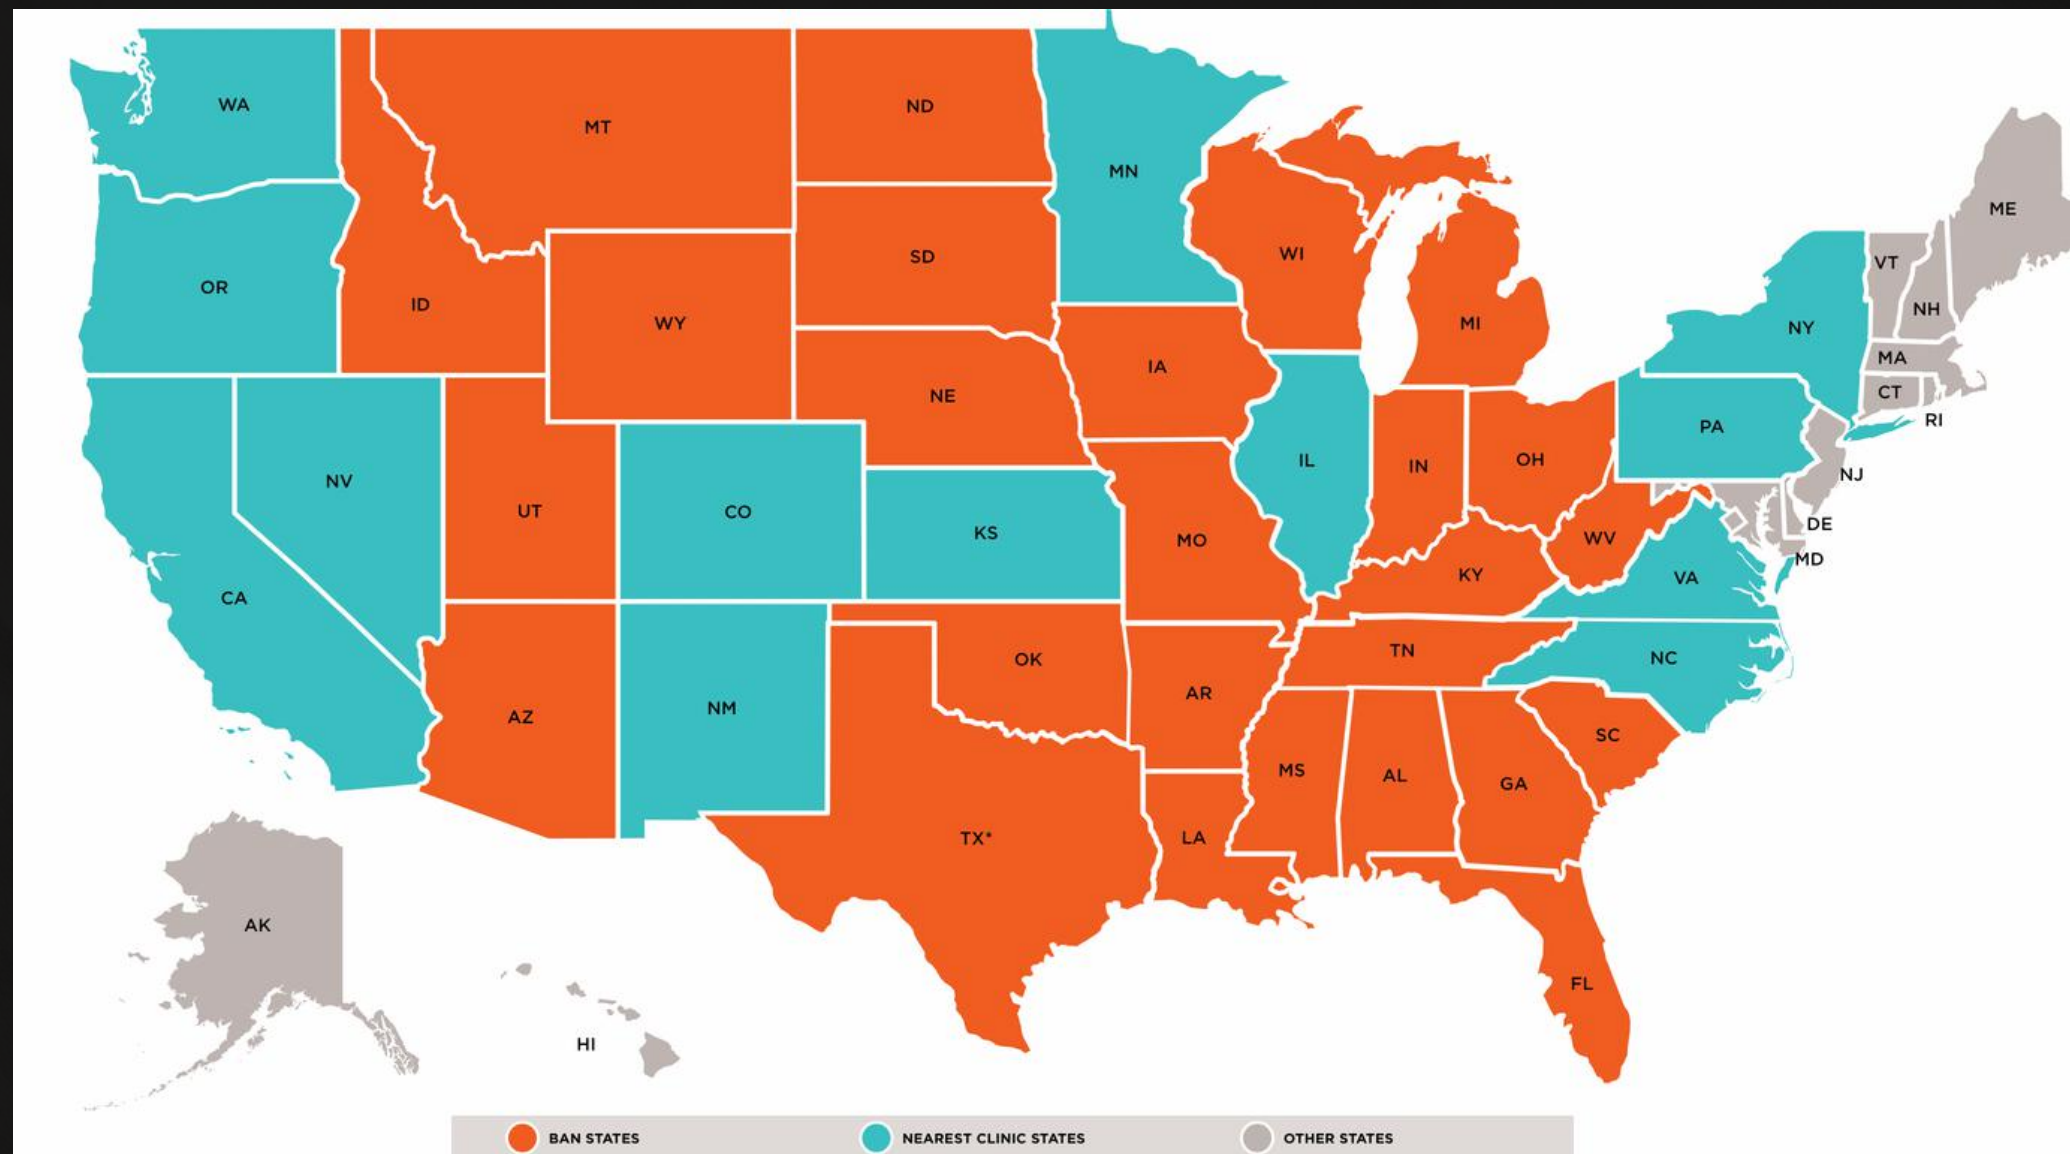 WA
MT
ND
MN
ME
OR
ID
WY
SD
WI
MI
VT
NH
NY
MA
CT
RI
NE
IA
PA
NJ
NV
UT
CO
KS
IL
IN
OH
MO
WV
DE
MD
CA
KY
VA
AZ
NM
OK
AR
TN
NC
SC
MS
AL
GA
TX*
LA
AK
HI
FL
BAN STATES
NEAREST CLINIC STATES
OTHER STATES